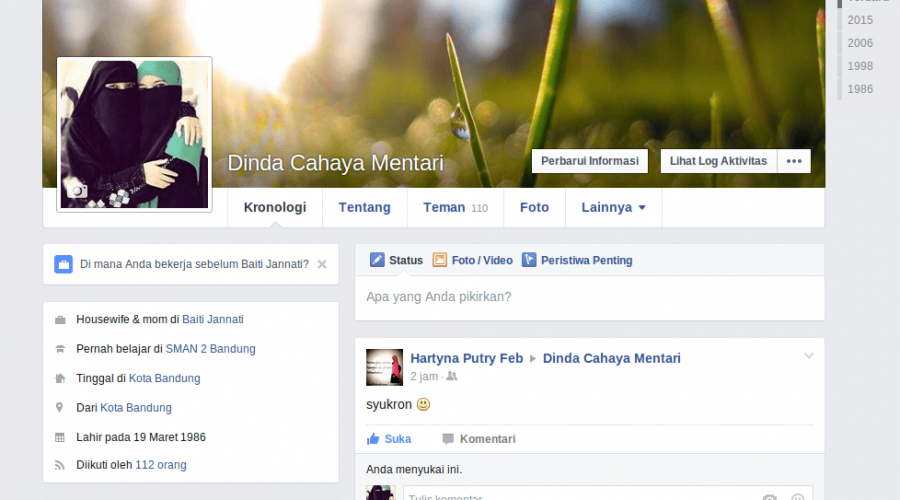 2015
2006
1998
1986
Dinda Cahaya Mentari
Perbarui Informasi
Lihat Log Aktivitas
Kronologi
Tentang
Teman 110
Foto
Lainnya
Di mana Anda bekerja sebelum Baiti Jannati?
Housewife & mom di Baiti Jannati
Pernah belajar di SMAN 2 Bandung
Tinggal di Kota Bandung
Dari Kota Bandung
Lahir pada 19 Maret 1986
Diikuti oleh 112 orang
Status
Foto / Video
Peristiwa Penting
Apa yang Anda pikirkan?
Hartyna Putry Feb ▶ Dinda Cahaya Mentari
2 jam ·
syukron
Suka
Komentari
Anda menyukai ini.
Tulis komentar